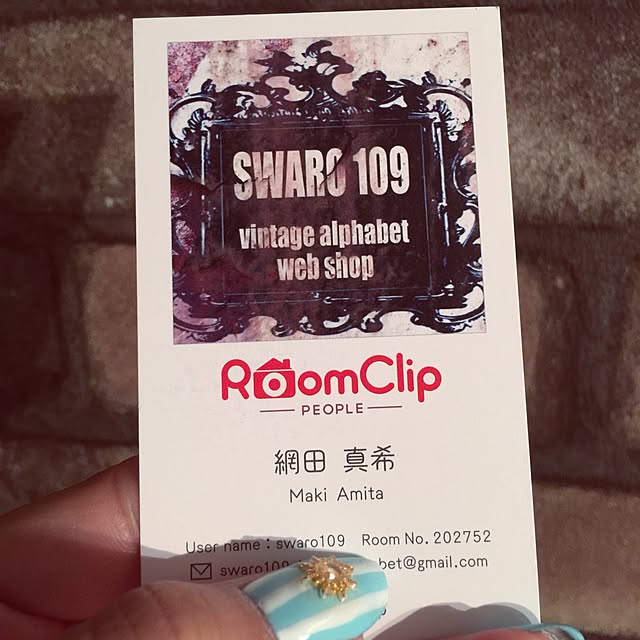 SWARO 109
vintage alphabet
web shop
RoomClip
PEOPLE
網田 真希
Maki Amita
User name : swaro109 Room No. 202752
bet@gmail.com